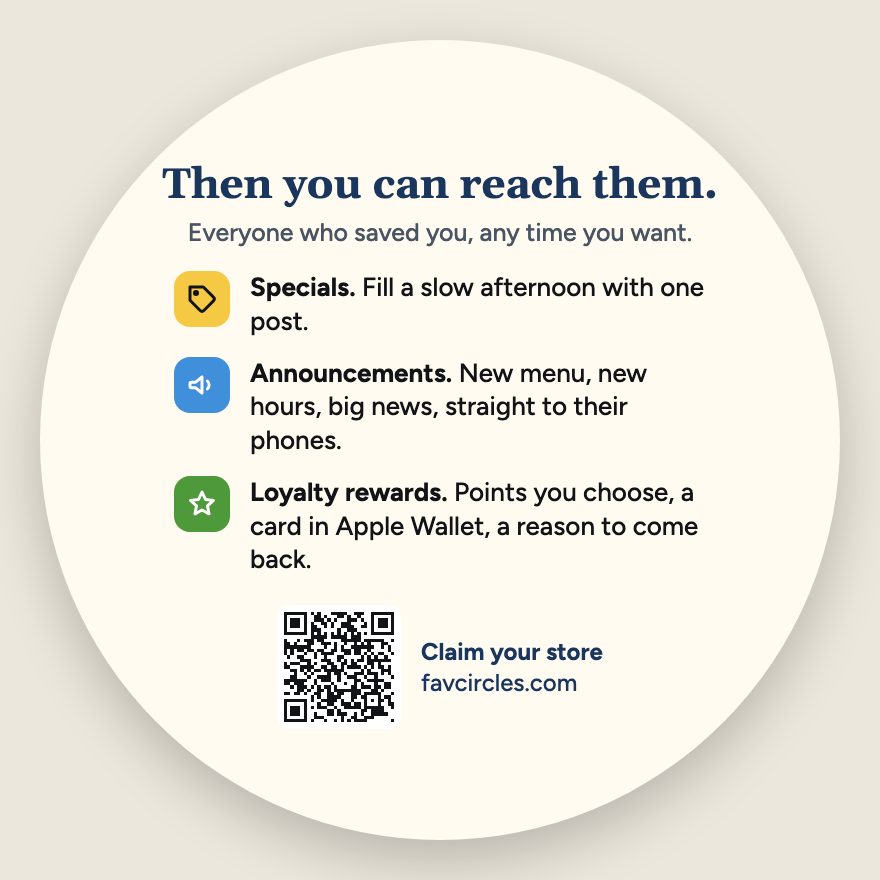 Then you can reach them.
Everyone who saved you, any time you want.
Specials. Fill a slow afternoon with one
post.
Announcements. New menu, new
hours, big news, straight to their
phones.
Loyalty rewards. Points you choose, a
card in Apple Wallet, a reason to come
back.
Claim your store
favcircles.com